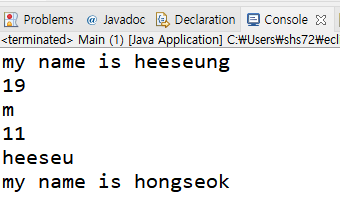 Problems @ Javadoc Declaration Console
<terminated> Main (1) [Java Application] C:₩Users₩shs72₩ecl
my name is heeseung
19
m
11
heeseu
my name is hongseok